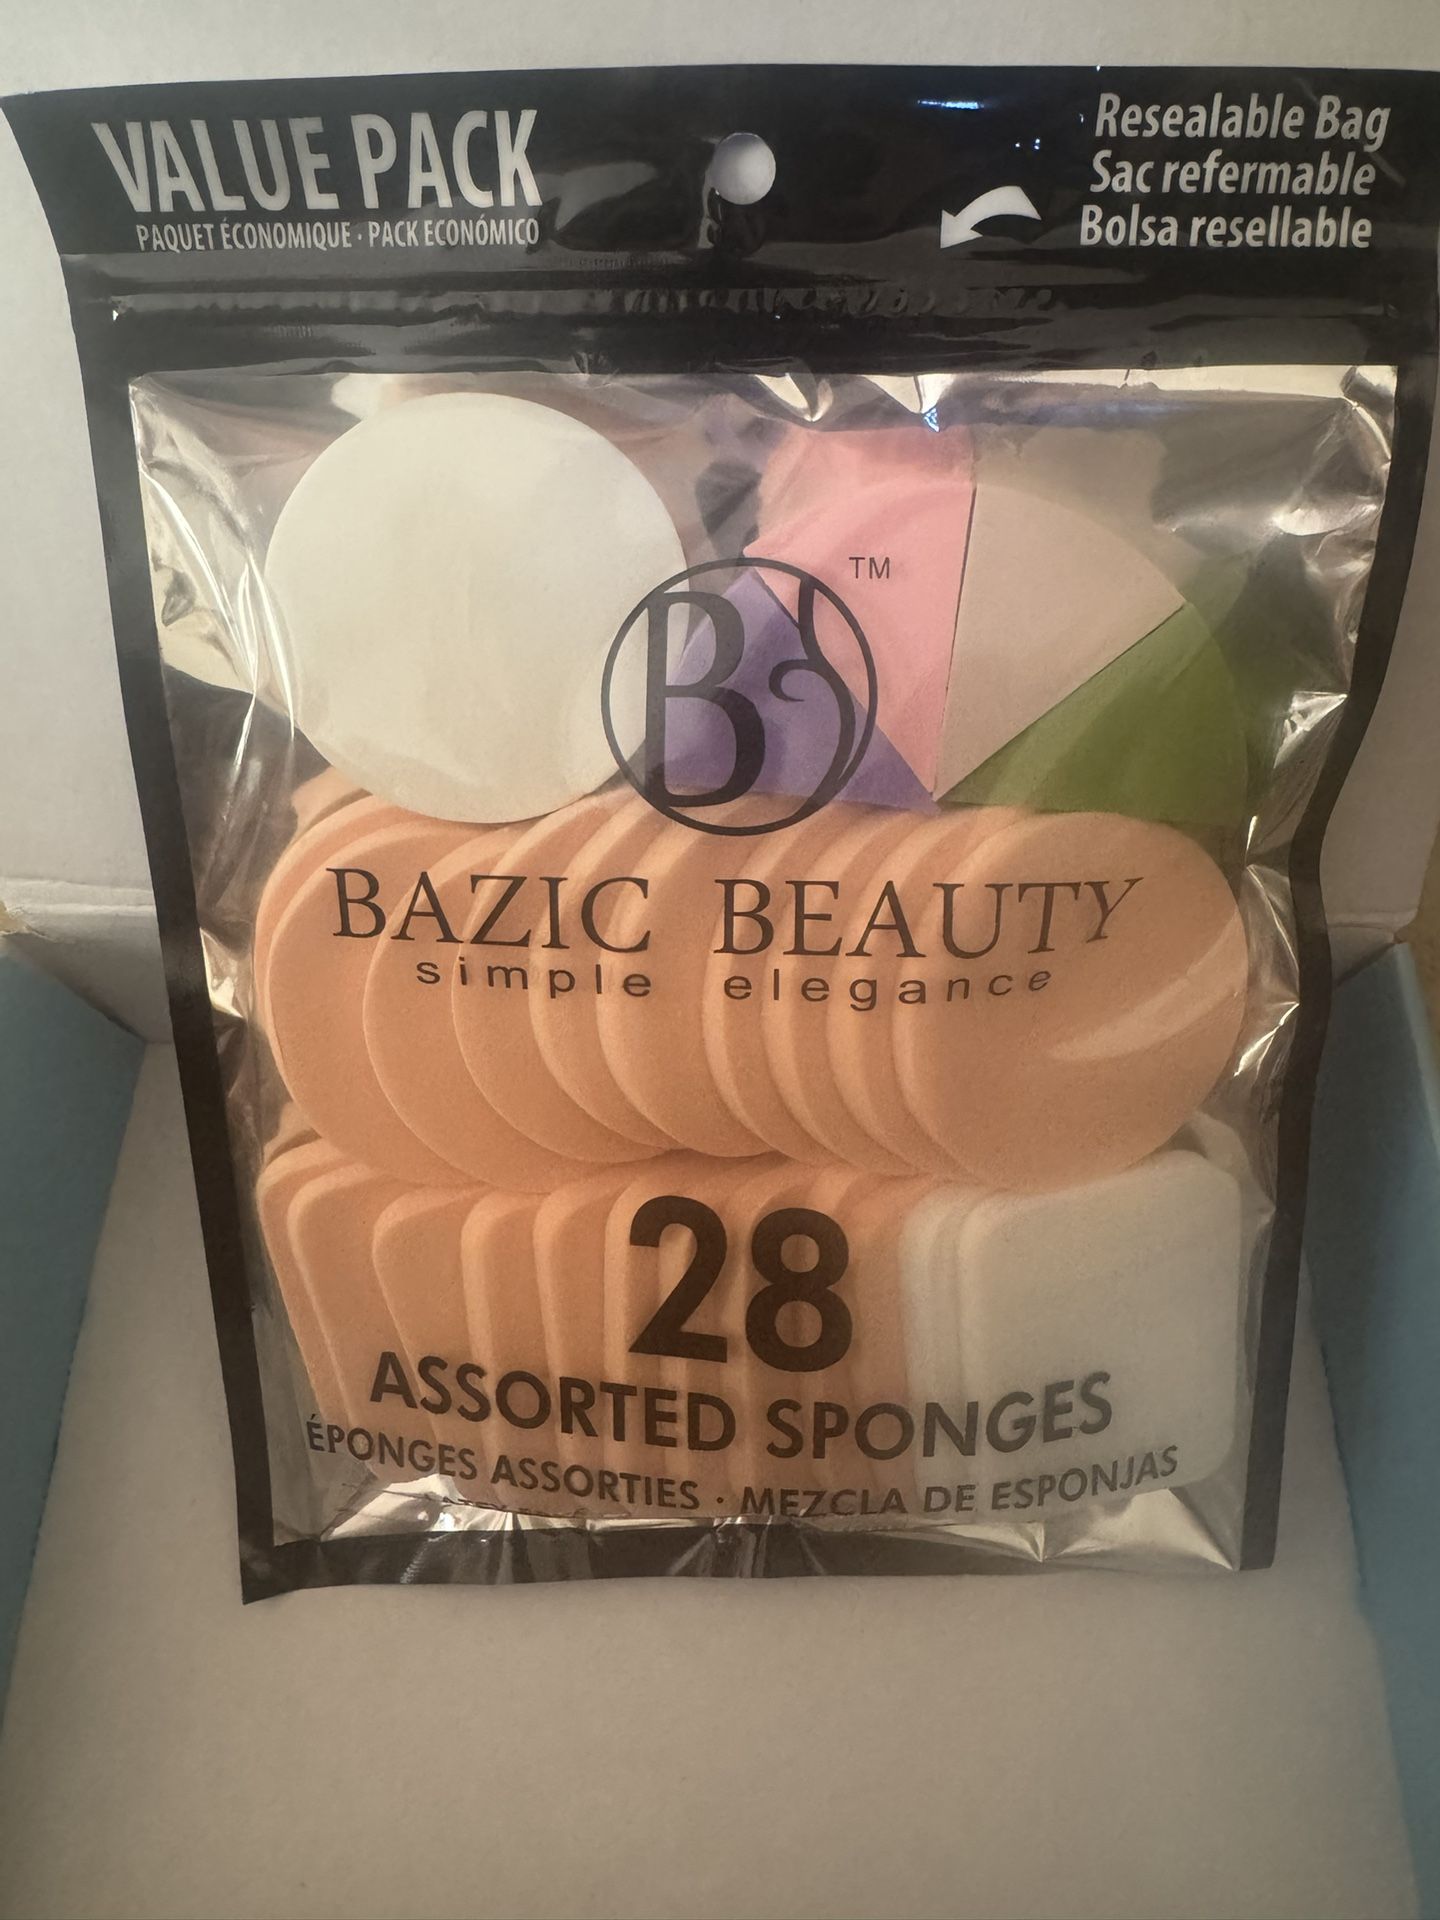 VALUE PACK
PAQUET ÉCONOMIQUE · PACK ECONÓMICO
Resealable Bag
Sac refermable
Bolsa resellable
B
TM
BAZIC BEAUTY
simple elegance
28
ASSORTED SPONGES
ÉPONGES ASSORTIES · MEZCLA DE ESPONJAS